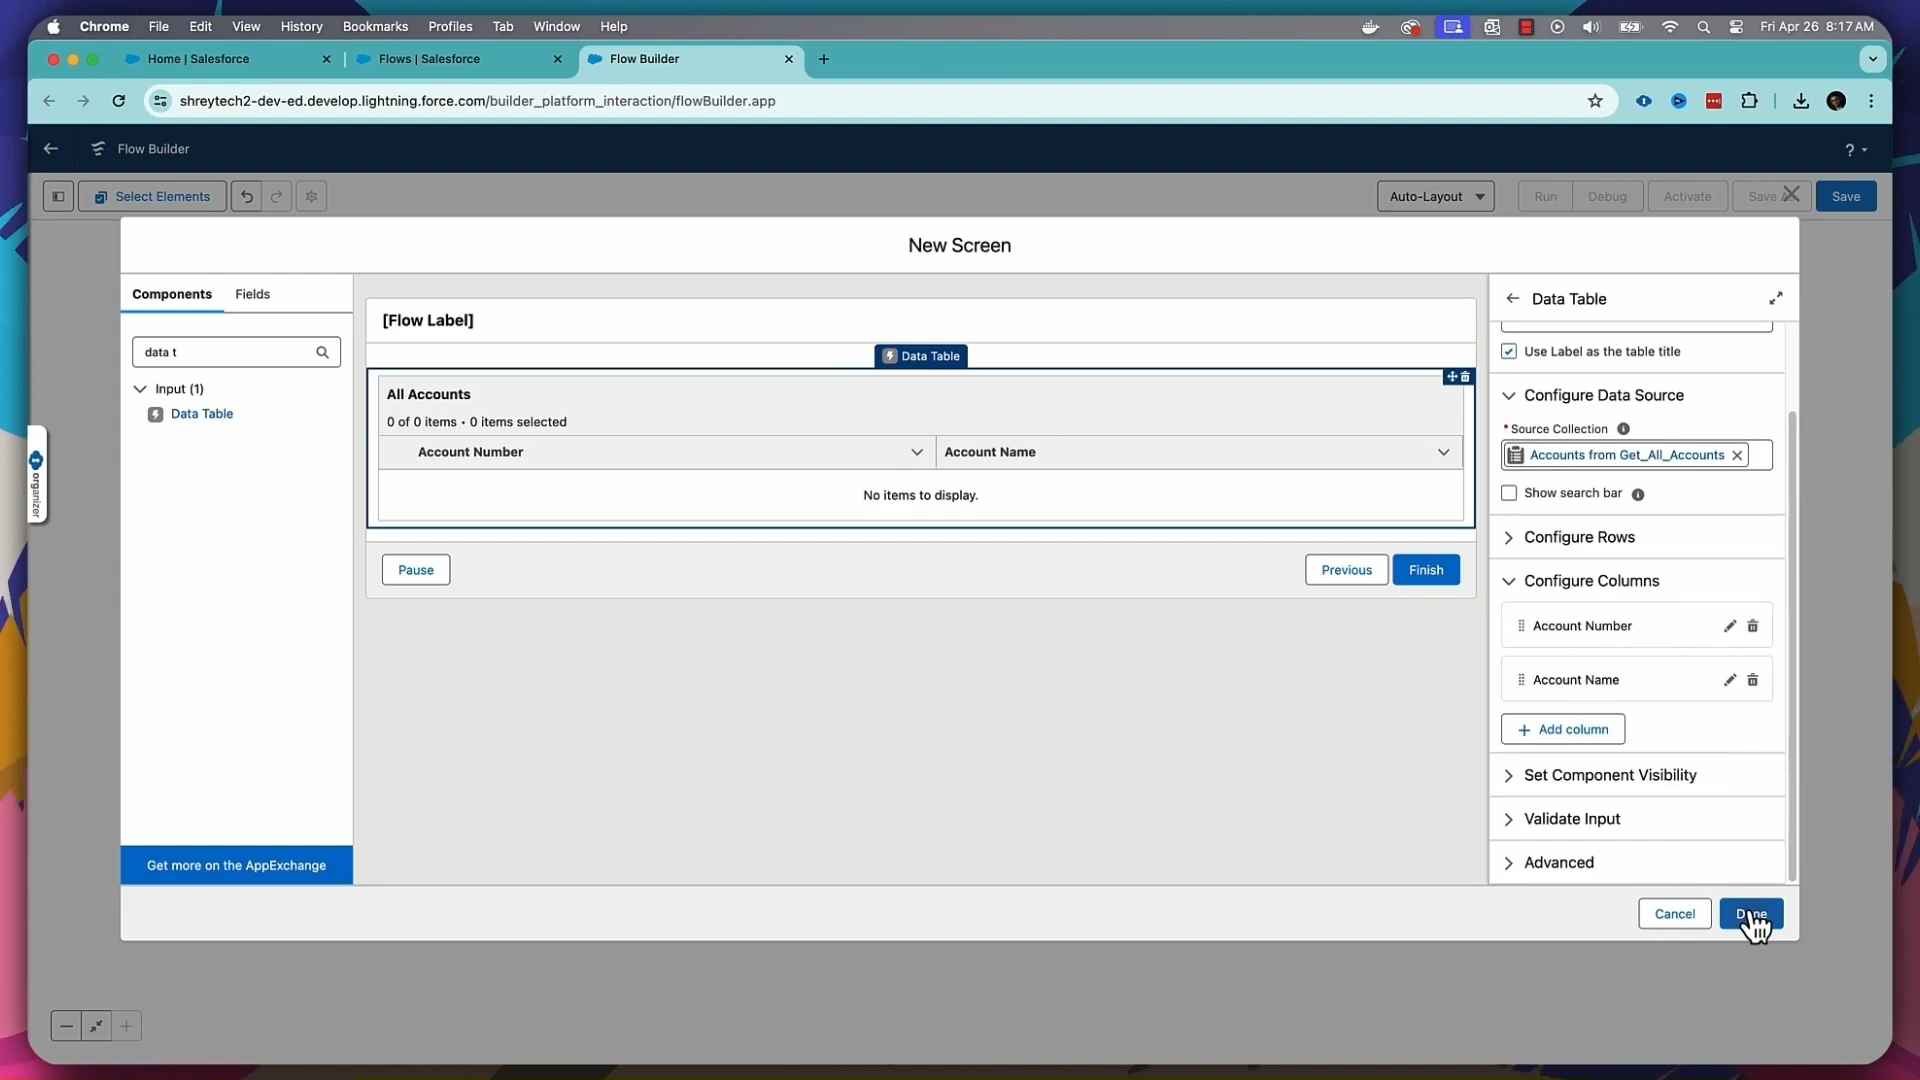 Chrome File Edit View History Bookmarks Profiles Tab Window Help Fri Apr 26 8:17 AM
Home | Salesforce Flows | Salesforce Flow Builder
shreytech2-dev-ed.develop.lightning.force.com/builder_platform_interaction/flowBuilder.app
Flow Builder ?
Select Elements Auto-Layout Run Debug Activate Save Save
New Screen
Components Fields
data t
Input (1)
Data Table
Get more on the AppExchange
[Flow Label]
Data Table
All Accounts
0 of 0 items • 0 items selected
Account Number Account Name
No items to display.
Pause Previous Finish
Data Table
Use Label as the table title
Configure Data Source
* Source Collection
Accounts from Get_All_Accounts
Show search bar
Configure Rows
Configure Columns
Account Number
Account Name
+ Add column
Set Component Visibility
Validate Input
Advanced
Cancel Done
organizer